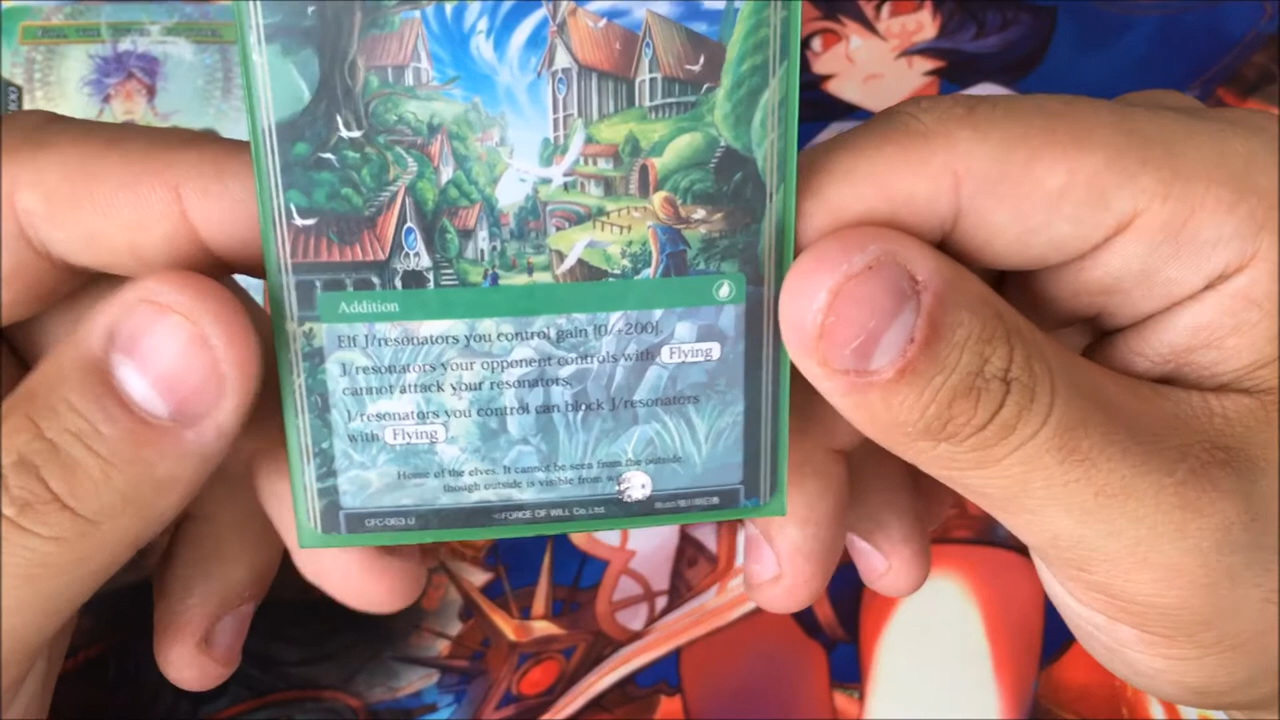 Addition
Elf J/resonators you control gain [0/+200].
J/resonators your opponent controls with Flying
cannot attack your resonators.
J/resonators you control can block J/resonators
with Flying.
Home of the elves. It cannot be seen from the outside
though outside is visible from
CFC-063 U
©FORCE OF WILL Co.,Ltd.